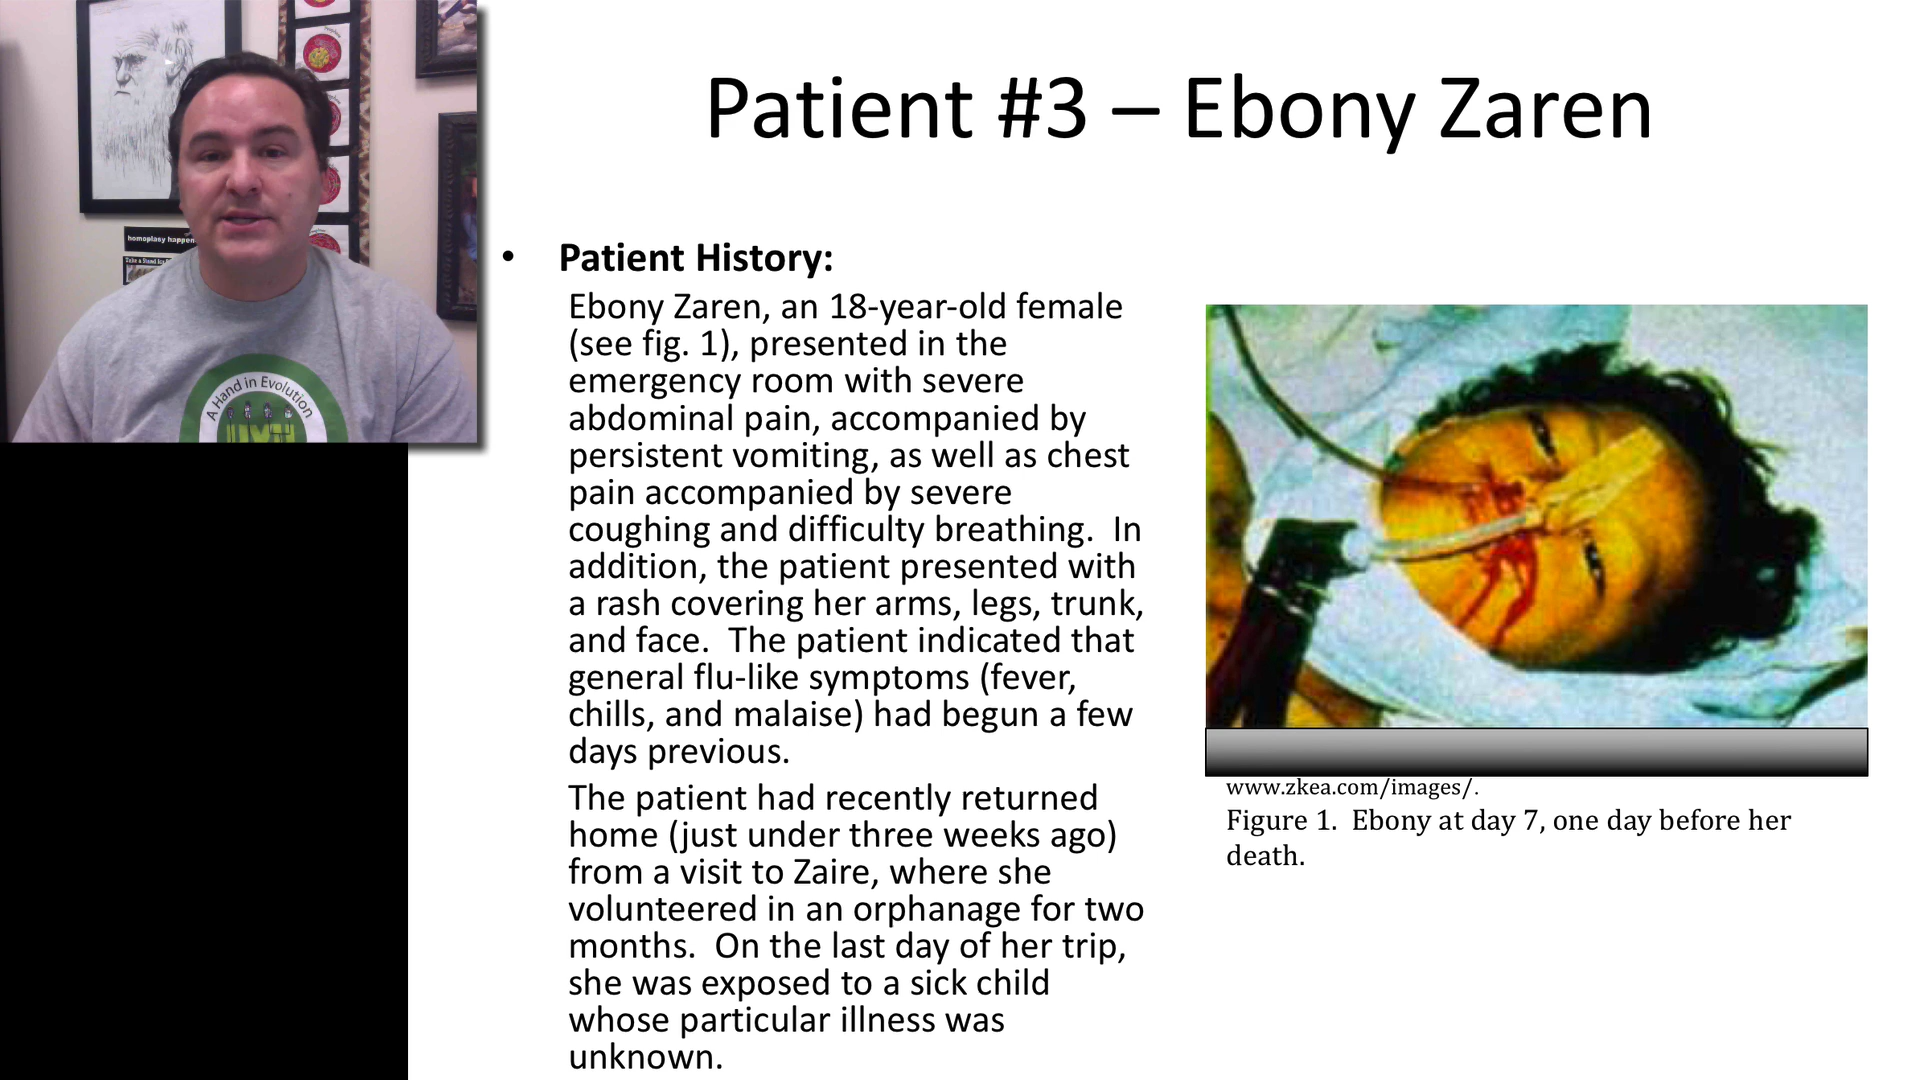 Patient #3 – Ebony Zaren
homoplasy happen
Take a Stand for
A Hand in Evolution
• Patient History:
Ebony Zaren, an 18-year-old female
(see fig. 1), presented in the
emergency room with severe
abdominal pain, accompanied by
persistent vomiting, as well as chest
pain accompanied by severe
coughing and difficulty breathing.  In
addition, the patient presented with
a rash covering her arms, legs, trunk,
and face.  The patient indicated that
general flu-like symptoms (fever,
chills, and malaise) had begun a few
days previous.
The patient had recently returned
home (just under three weeks ago)
from a visit to Zaire, where she
volunteered in an orphanage for two
months.  On the last day of her trip,
she was exposed to a sick child
whose particular illness was
unknown.
www.zkea.com/images/.
Figure 1.  Ebony at day 7, one day before her
death.